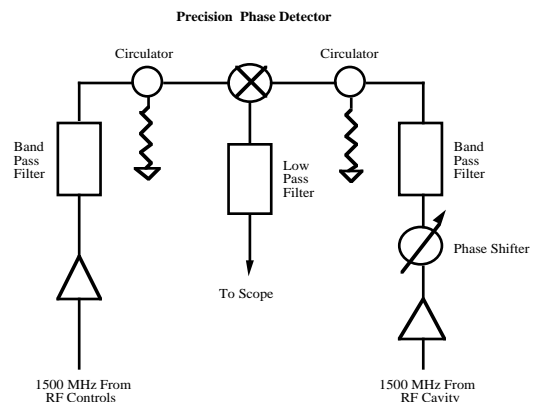 Precision Phase Detector
Circulator
Circulator
Band
Pass
Filter
Low
Pass
Filter
Band
Pass
Filter
Phase Shifter
To Scope
1500 MHz From
RF Controls
1500 MHz From
RF Cavity